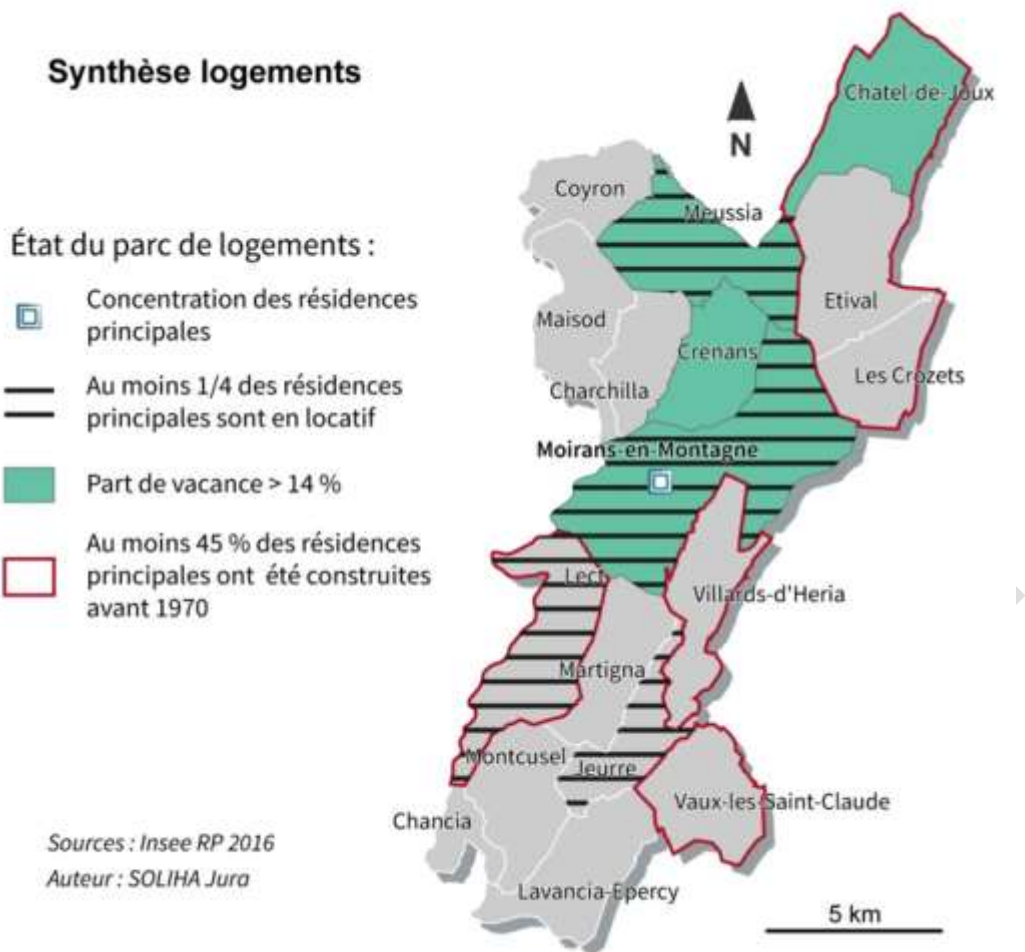 Synthèse logements
N
État du parc de logements :
Concentration des résidences
principales
Au moins 1/4 des résidences
principales sont en locatif
Part de vacance > 14 %
Au moins 45 % des résidences
principales ont été construites
avant 1970
Chatel-de-Joux
Coyron
Meussia
Etival
Maisod
Crenans
Les Crozets
Charchilla
Moirans-en-Montagne
Lect
Villards-d'Heria
Martigna
Montcusel
Jeurre
Vaux-les-Saint-Claude
Chancia
Lavancia-Epercy
Sources : Insee RP 2016
Auteur : SOLIHA Jura
5 km